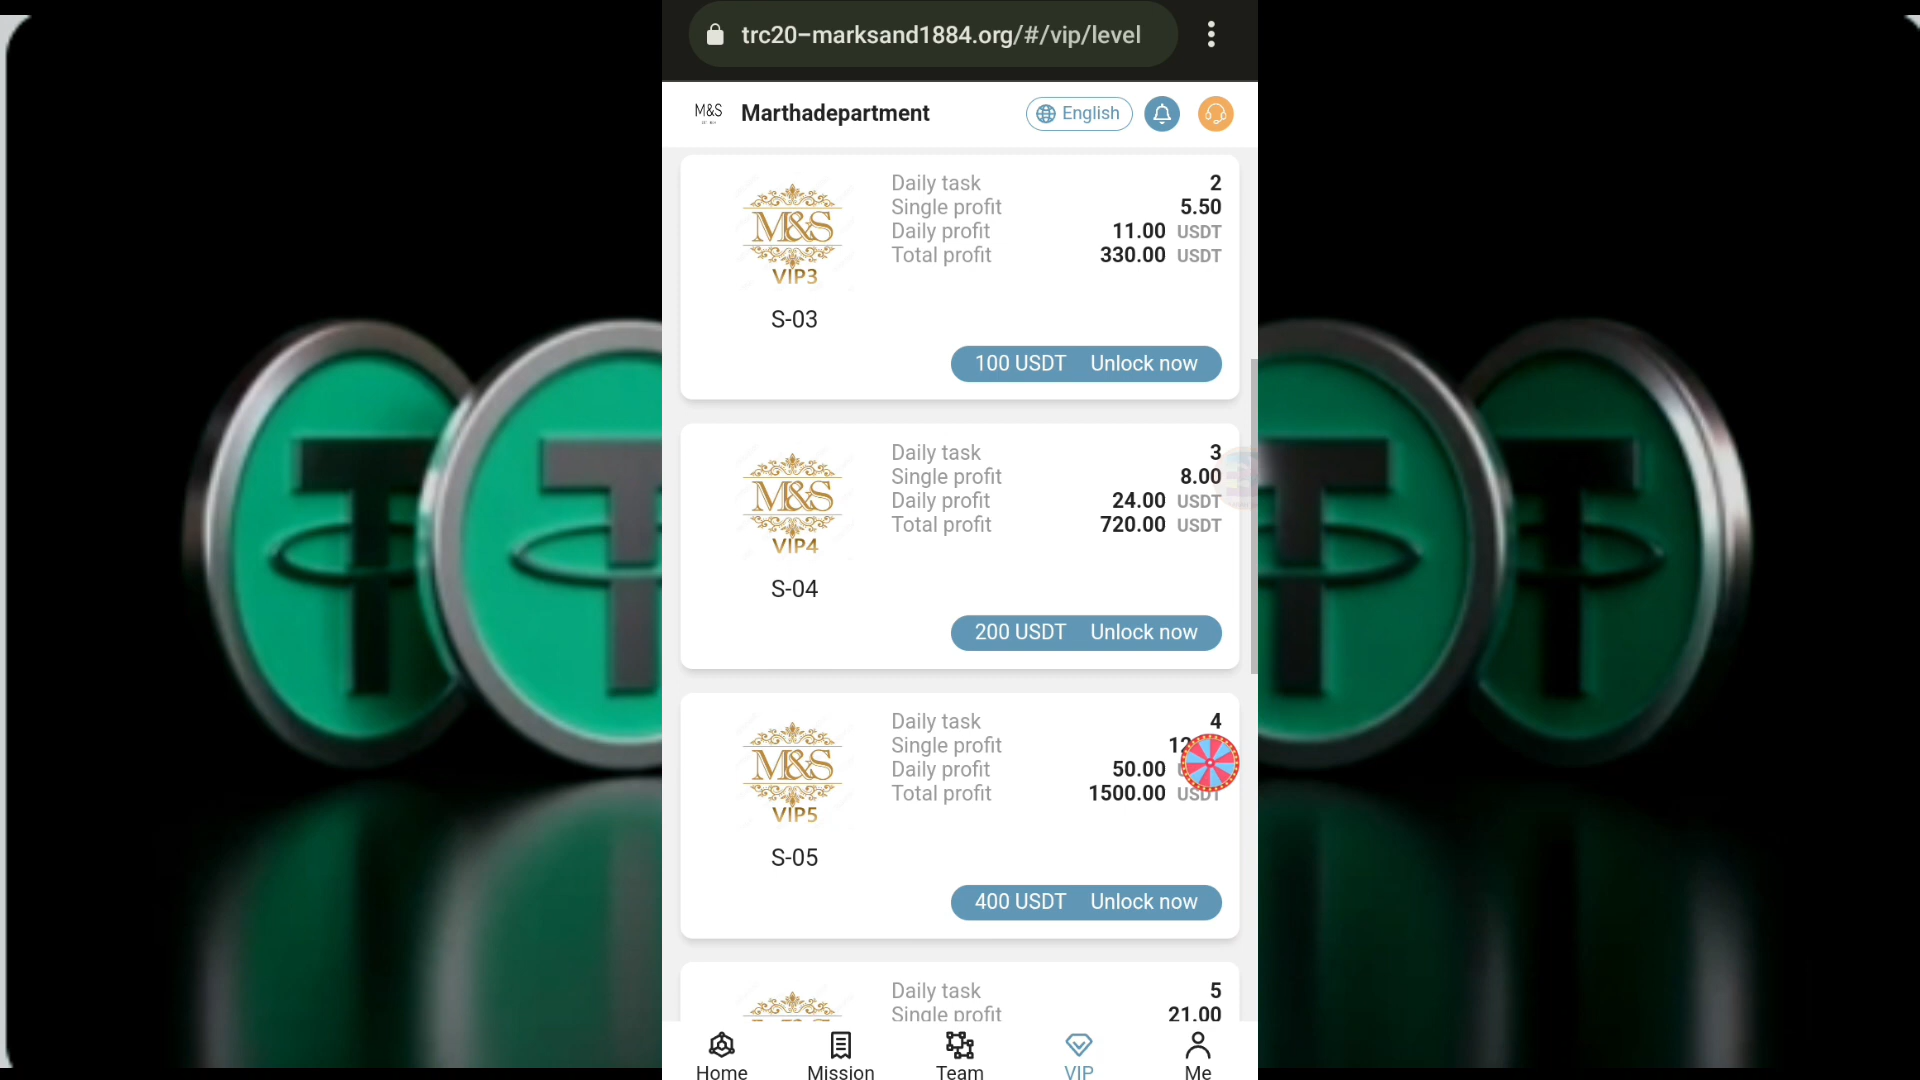 trc20-marksand1884.org/#/vip/level
M&S
Marthadepartment
English
M&S
VIP3
S-03
Daily task 2
Single profit 5.50
Daily profit 11.00 USDT
Total profit 330.00 USDT
100 USDT Unlock now
M&S
VIP4
S-04
Daily task 3
Single profit 8.00
Daily profit 24.00 USDT
Total profit 720.00 USDT
200 USDT Unlock now
M&S
VIP5
S-05
Daily task 4
Single profit
Daily profit 50.00
Total profit 1500.00 USDT
400 USDT Unlock now
Daily task 5
Single profit 21.00
Home
Mission
Team
VIP
Me